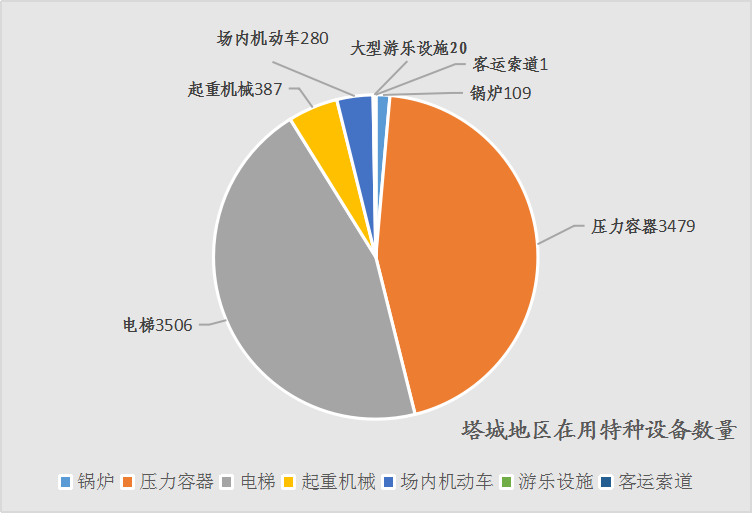 场内机动车280
大型游乐设施20
客运索道1
起重机械387
锅炉109
压力容器3479
电梯3506
塔城地区在用特种设备数量
锅炉 压力容器 电梯 起重机械 场内机动车 游乐设施 客运索道